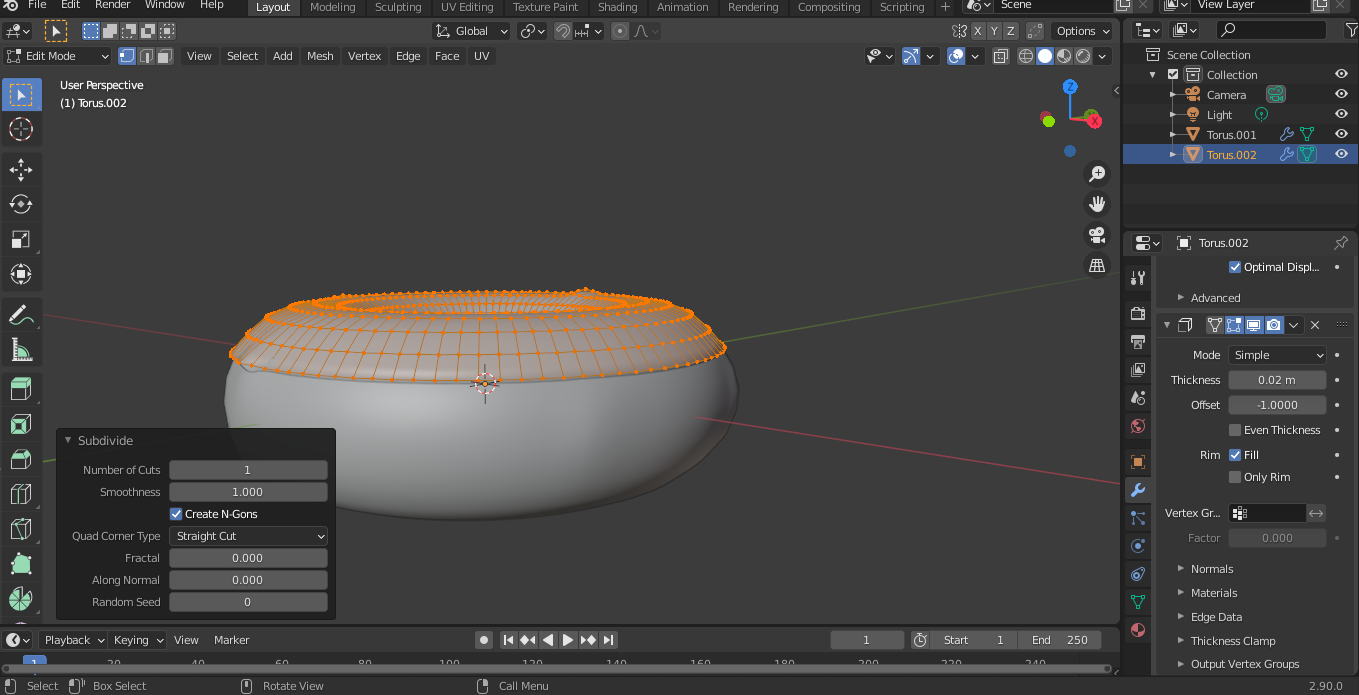 File Edit Render Window Help Layout Modeling Sculpting UV Editing Texture Paint Shading Animation Rendering Compositing Scripting + Scene View Layer
Global X Y Z Options
Edit Mode View Select Add Mesh Vertex Edge Face UV
User Perspective
(1) Torus.002
Z
X
Scene Collection
Collection
Camera
Light
Torus.001
Torus.002
Torus.002
Optimal Displ...
Advanced
Mode Simple
Thickness 0.02 m
Offset -1.0000
Even Thickness
Rim Fill
Only Rim
Vertex Gr...
Factor 0.000
Normals
Materials
Edge Data
Thickness Clamp
Output Vertex Groups
Subdivide
Number of Cuts 1
Smoothness 1.000
Create N-Gons
Quad Corner Type Straight Cut
Fractal 0.000
Along Normal 0.000
Random Seed 0
Playback Keying View Marker 1 Start 1 End 250
1 20 40 60 80 100 120 140 160 180 200 220 240
Select Box Select Rotate View Call Menu 2.90.0